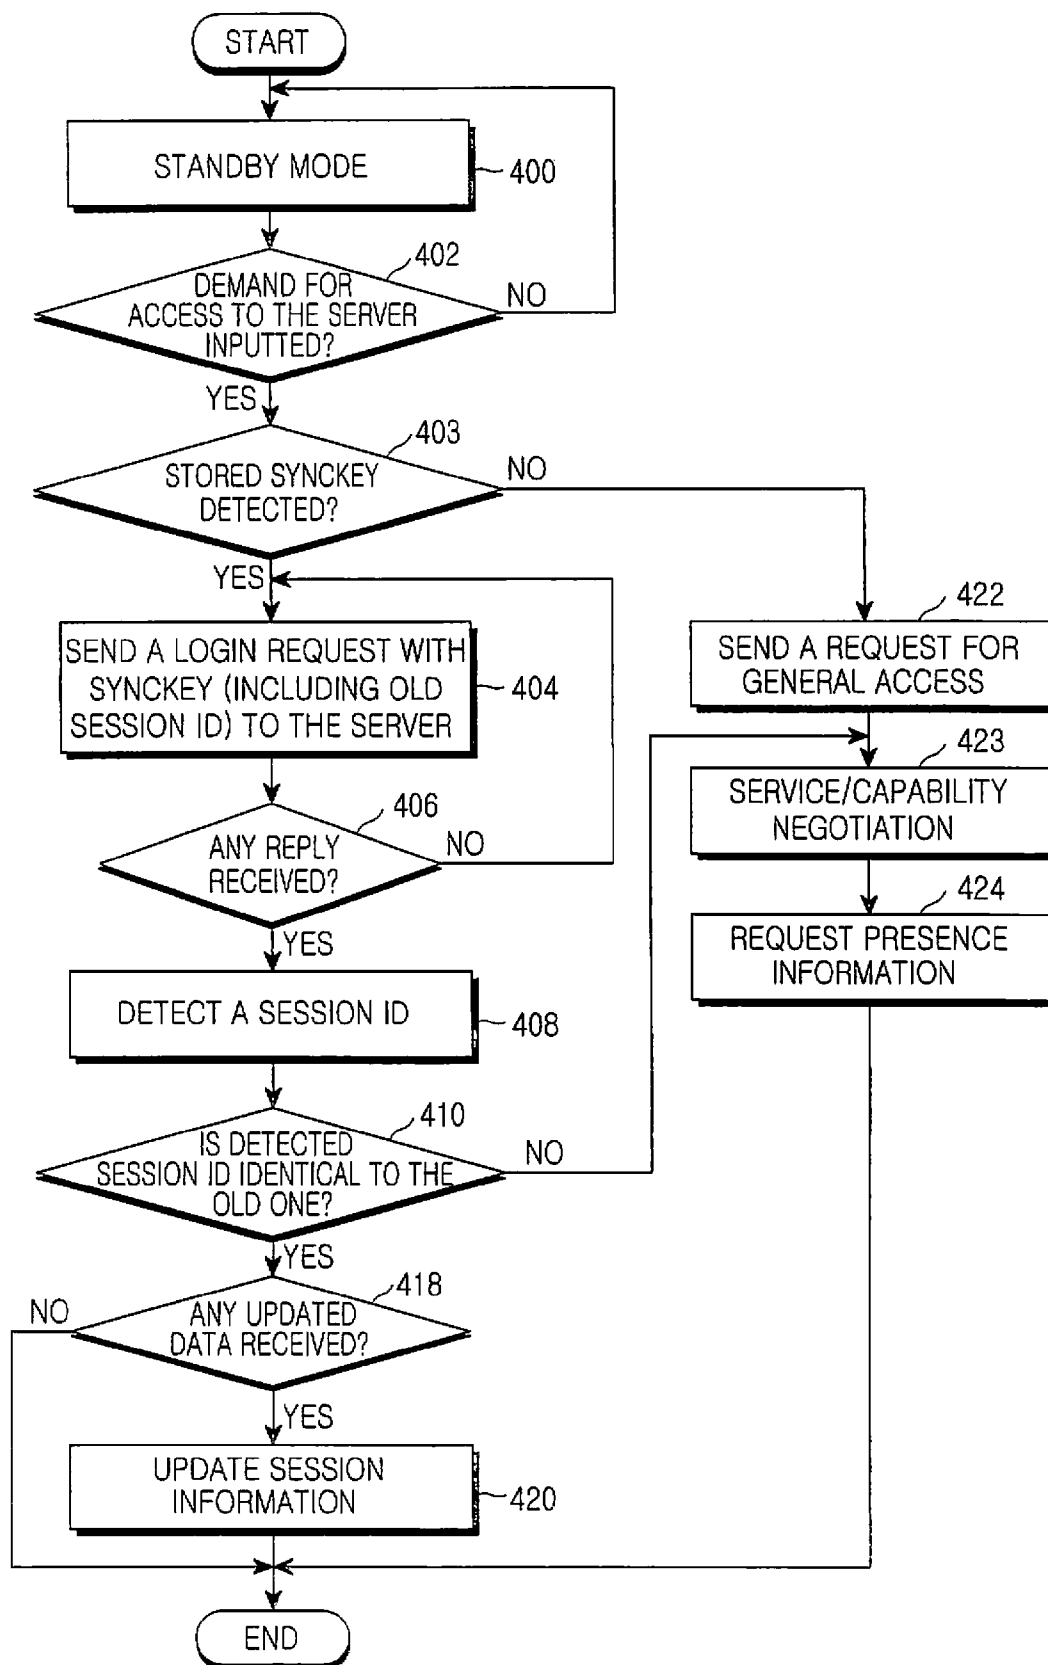 START
STANDBY MODE
400
402
DEMAND FOR
ACCESS TO THE SERVER
INPUTTED?
NO
YES
403
STORED SYNCKEY
DETECTED?
NO
YES
SEND A LOGIN REQUEST WITH
SYNCKEY (INCLUDING OLD
SESSION ID) TO THE SERVER
404
406
ANY REPLY
RECEIVED?
NO
YES
DETECT A SESSION ID
408
410
IS DETECTED
SESSION ID IDENTICAL TO THE
OLD ONE?
NO
YES
418
ANY UPDATED
DATA RECEIVED?
NO
YES
UPDATE SESSION
INFORMATION
420
422
SEND A REQUEST FOR
GENERAL ACCESS
423
SERVICE/CAPABILITY
NEGOTIATION
424
REQUEST PRESENCE
INFORMATION
END